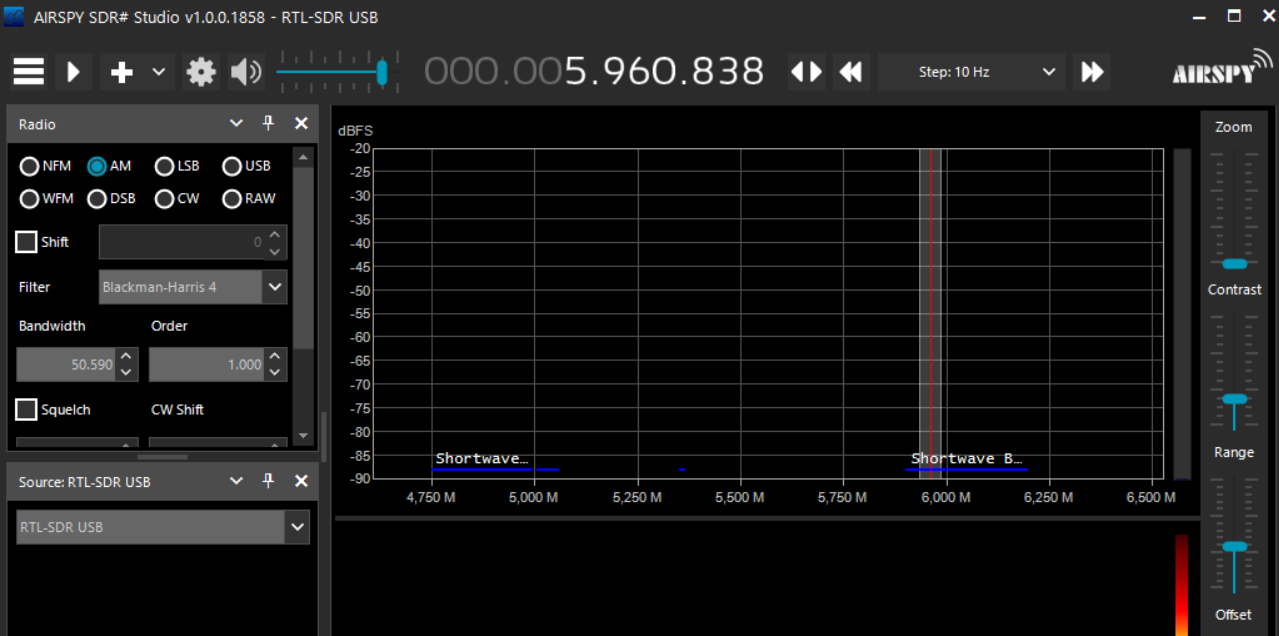 AIRSPY SDR# Studio v1.0.0.1858 - RTL-SDR USB
000.005.960.838
Step: 10 Hz
AIRSPY
Radio
NFM AM LSB USB
WFM DSB CW RAW
Shift 0
Filter Blackman-Harris 4
Bandwidth Order
50.590 1.000
Squelch CW Shift
Source: RTL-SDR USB
RTL-SDR USB
dBFS
-20
-25
-30
-35
-40
-45
-50
-55
-60
-65
-70
-75
-80
-85
-90
Shortwave… Shortwave B…
4,750 M 5,000 M 5,250 M 5,500 M 5,750 M 6,000 M 6,250 M 6,500 M
Zoom
Contrast
Range
Offset